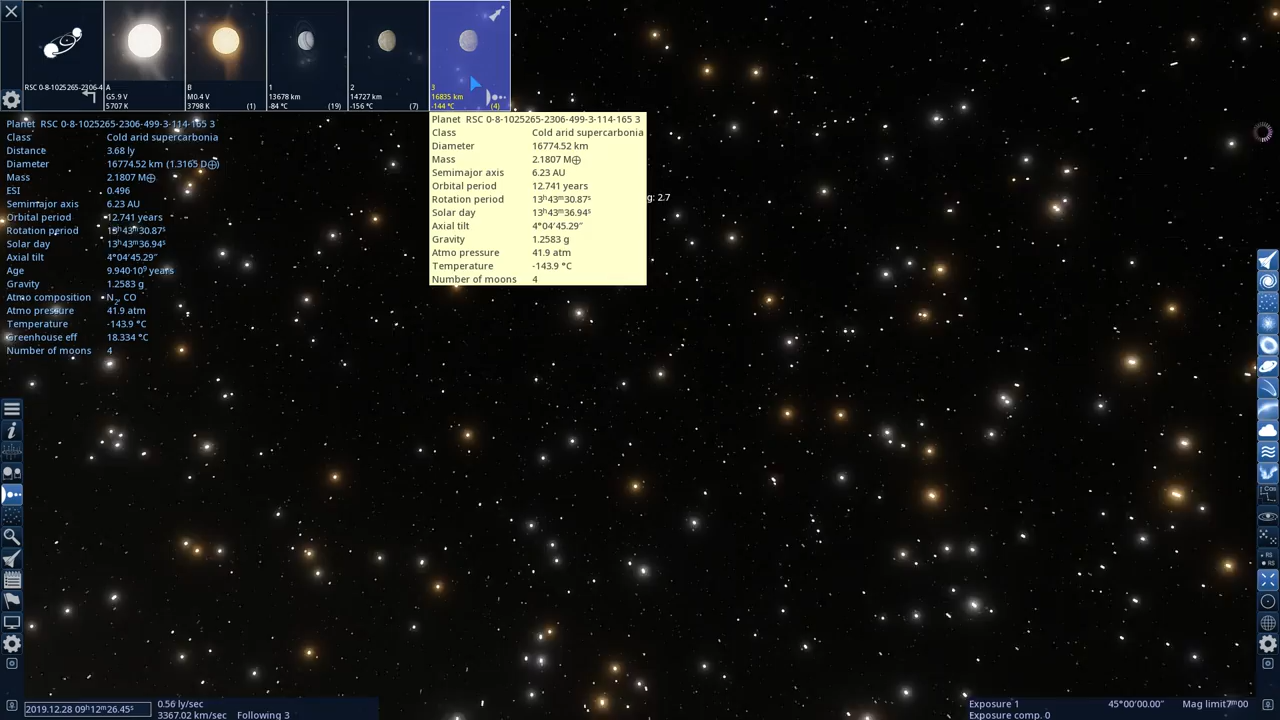 RSC 0-8-1025265-2306-4
A
G5.9 V
5707 K
B
M0.4 V
3798 K (1)
1
13678 km
-84 °C (19)
2
14727 km
-156 °C (7)
3
16835 km
-144 °C (4)
Planet RSC 0-8-1025265-2306-499-3-114-165 3
Class Cold arid supercarbonia
Distance 3.68 ly
Diameter 16774.52 km (1.3165 D⊕)
Mass 2.1807 M⊕
ESI 0.496
Semimajor axis 6.23 AU
Orbital period 12.741 years
Rotation period 13ʰ43ᵐ30.87ˢ
Solar day 13ʰ43ᵐ36.94ˢ
Axial tilt 4°04′45.29″
Age 9.940·10⁹ years
Gravity 1.2583 g
Atmo composition N₂, CO
Atmo pressure 41.9 atm
Temperature -143.9 °C
Greenhouse eff 18.334 °C
Number of moons 4
Planet RSC 0-8-1025265-2306-499-3-114-165 3
Class Cold arid supercarbonia
Diameter 16774.52 km
Mass 2.1807 M⊕
Semimajor axis 6.23 AU
Orbital period 12.741 years
Rotation period 13ʰ43ᵐ30.87ˢ
Solar day 13ʰ43ᵐ36.94ˢ
Axial tilt 4°04′45.29″
Gravity 1.2583 g
Atmo pressure 41.9 atm
Temperature -143.9 °C
Number of moons 4
g: 2.7
RS
RS
2019.12.28 09ʰ12ᵐ26.45ˢ
0.56 ly/sec
3367.02 km/sec Following 3
Exposure 1 45°00′00.00″ Mag limit7ᵐ00
Exposure comp. 0